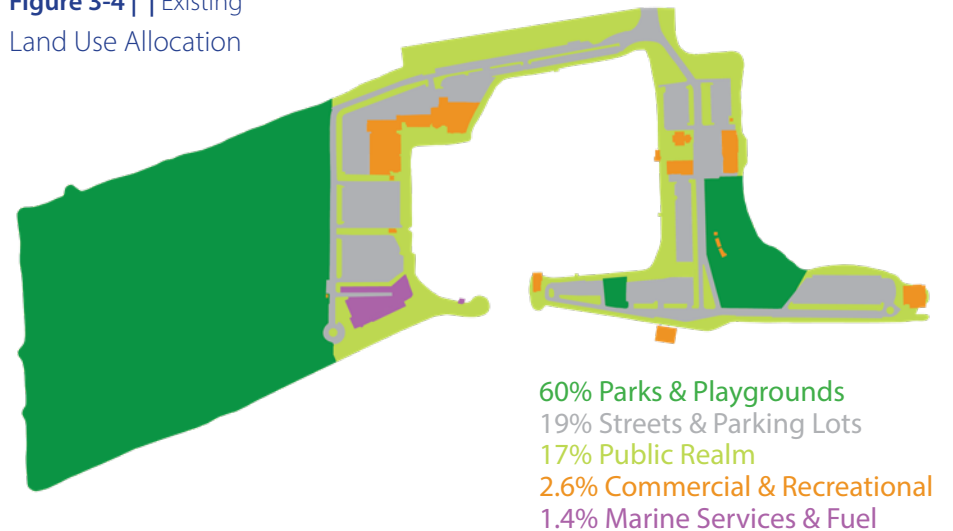 Figure 3-4 | | Existing
Land Use Allocation
60% Parks & Playgrounds
19% Streets & Parking Lots
17% Public Realm
2.6% Commercial & Recreational
1.4% Marine Services & Fuel